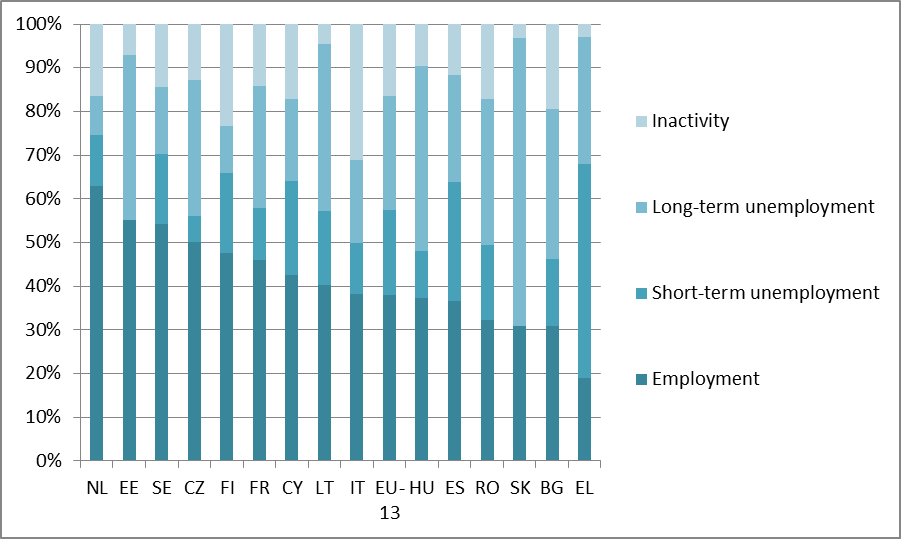 100%
90%
80%
70%
60%
50%
40%
30%
20%
10%
0%
NL EE SE CZ FI FR CY LT IT EU- HU ES RO SK BG EL
13
Inactivity
Long-term unemployment
Short-term unemployment
Employment